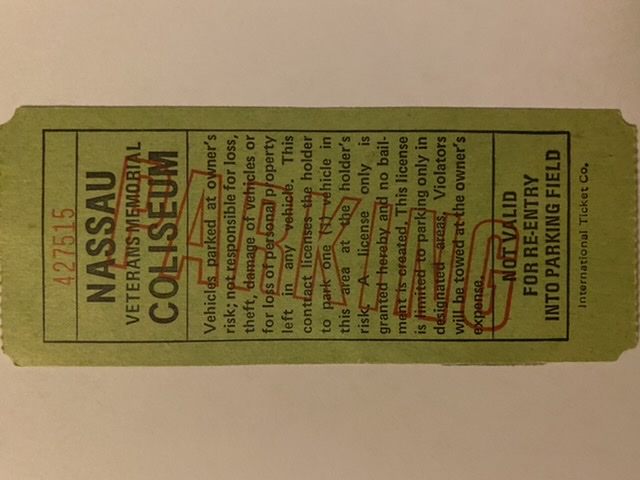 427515
NASSAU
VETERANS MEMORIAL
COLISEUM
PARKING
Vehicles parked at owner's
risk; not responsible for loss,
theft, damage of vehicles or
for loss of personal property
left in any vehicle. This
contact licenses the holder
to park one (1) vehicle in
this area at the holder's
risk. A license only is
granted hereby and no bail-
ment is created. This license
is limited to parking only in
designated areas. Violators
will be towed at the owner's
expense.
NOT VALID
FOR RE-ENTRY
INTO PARKING FIELD
International Ticket Co.